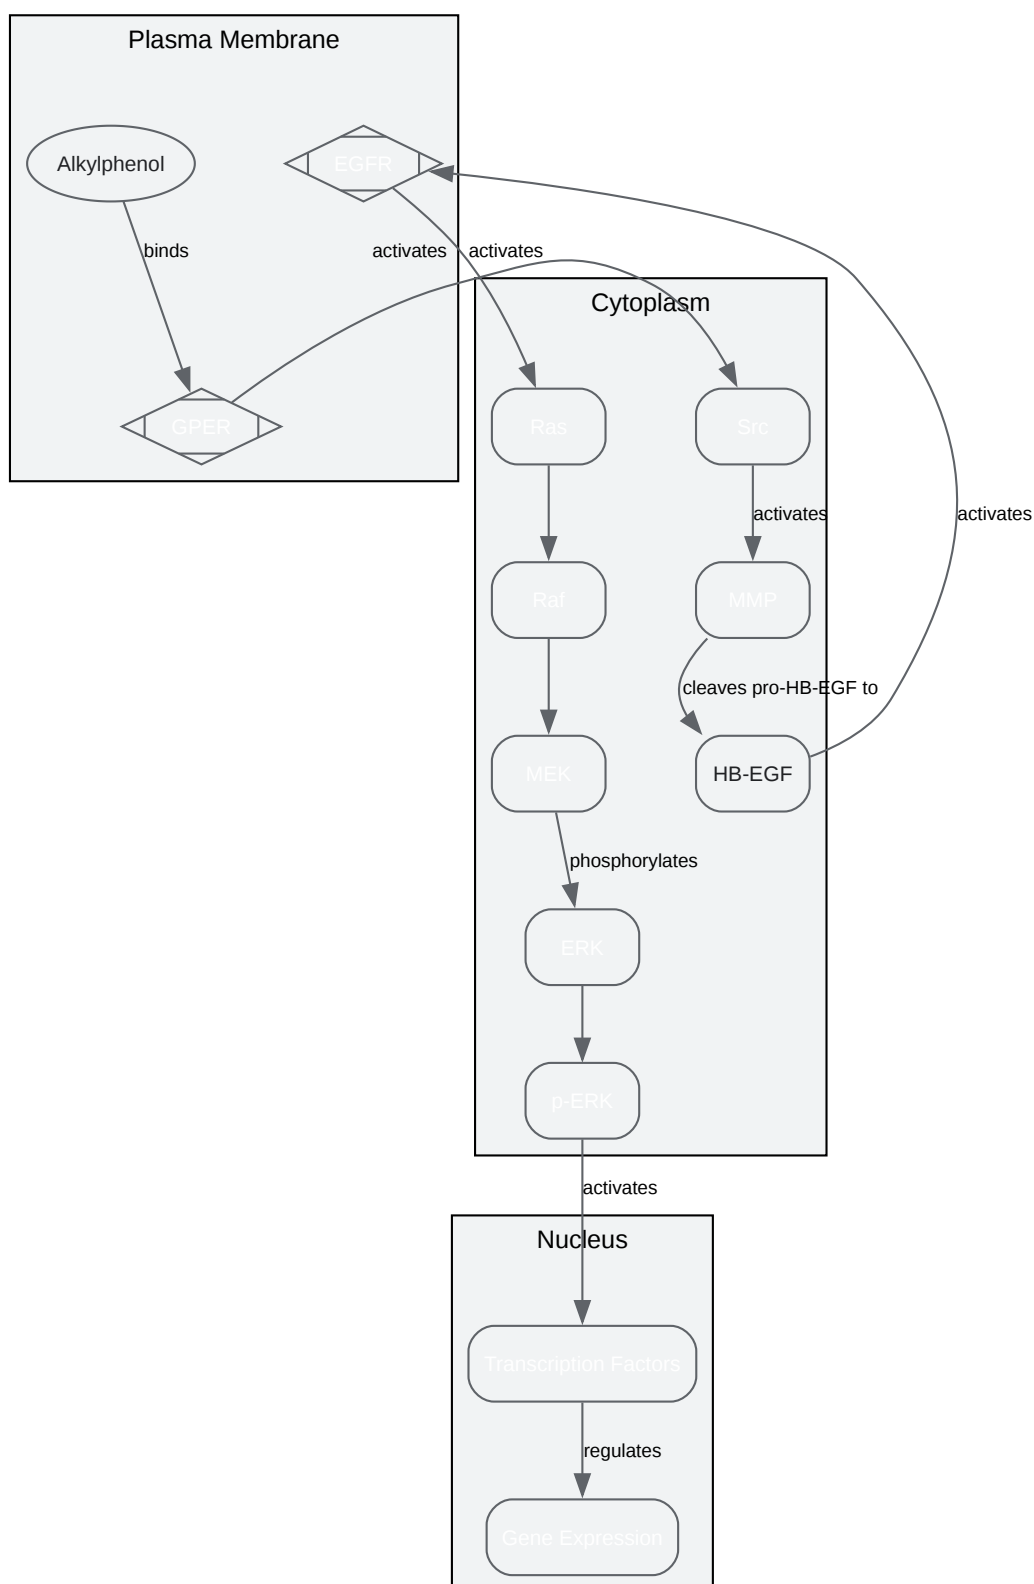 Plasma Membrane
Alkylphenol
EGFR
binds
activates
activates
Cytoplasm
GPER
Ras
Src
activates
activates
Raf
MMP
cleaves pro-HB-EGF to
MEK
HB-EGF
phosphorylates
ERK
p-ERK
activates
Nucleus
Transcription Factors
regulates
Gene Expression